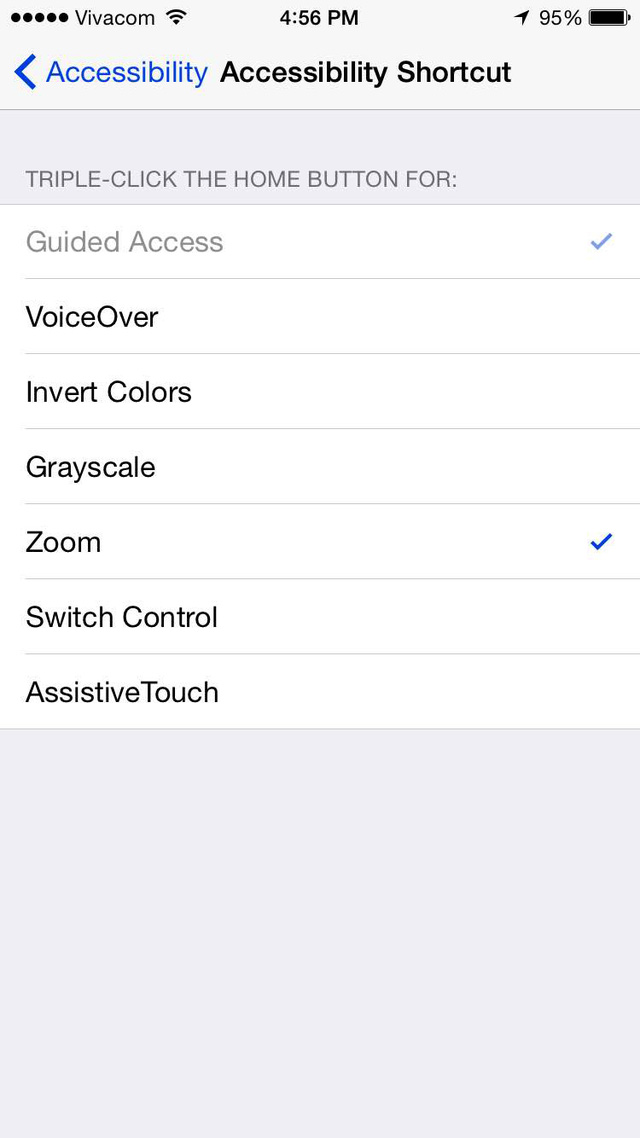 Vivacom 4:56 PM 95%
Accessibility Accessibility Shortcut
TRIPLE-CLICK THE HOME BUTTON FOR:
Guided Access
VoiceOver
Invert Colors
Grayscale
Zoom
Switch Control
AssistiveTouch